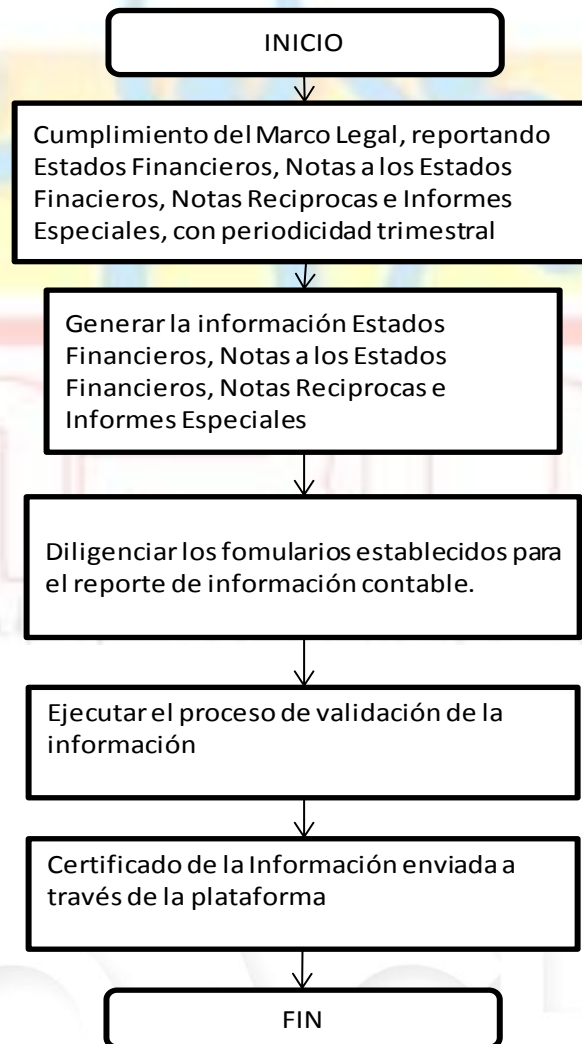 INICIO
Cumplimiento del Marco Legal, reportando
Estados Financieros, Notas a los Estados
Finacieros, Notas Reciprocas e Informes
Especiales, con periodicidad trimestral
Generar la información Estados
Financieros, Notas a los Estados
Financieros, Notas Reciprocas e
Informes Especiales
Diligenciar los fomularios establecidos para
el reporte de información contable.
Ejecutar el proceso de validación de la
información
Certificado de la Información enviada a
través de la plataforma
FIN